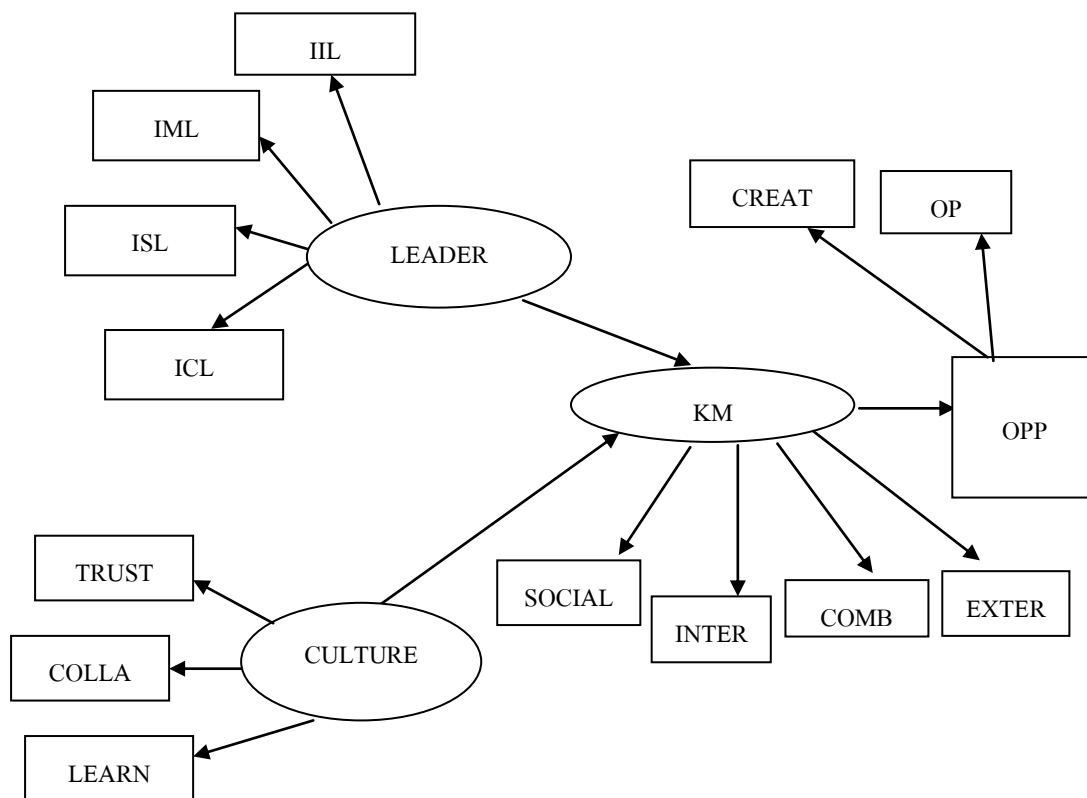 IIL
IML
CREAT
OP
ISL
LEADER
ICL
KM
OPP
TRUST
SOCIAL
COMB
EXTER
INTER
CULTURE
COLLA
LEARN